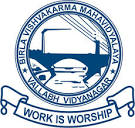 BIRLA VISHVAKARMA MAHAVIDYALAYA
VALLABH VIDYANAGAR
WORK IS WORSHIP